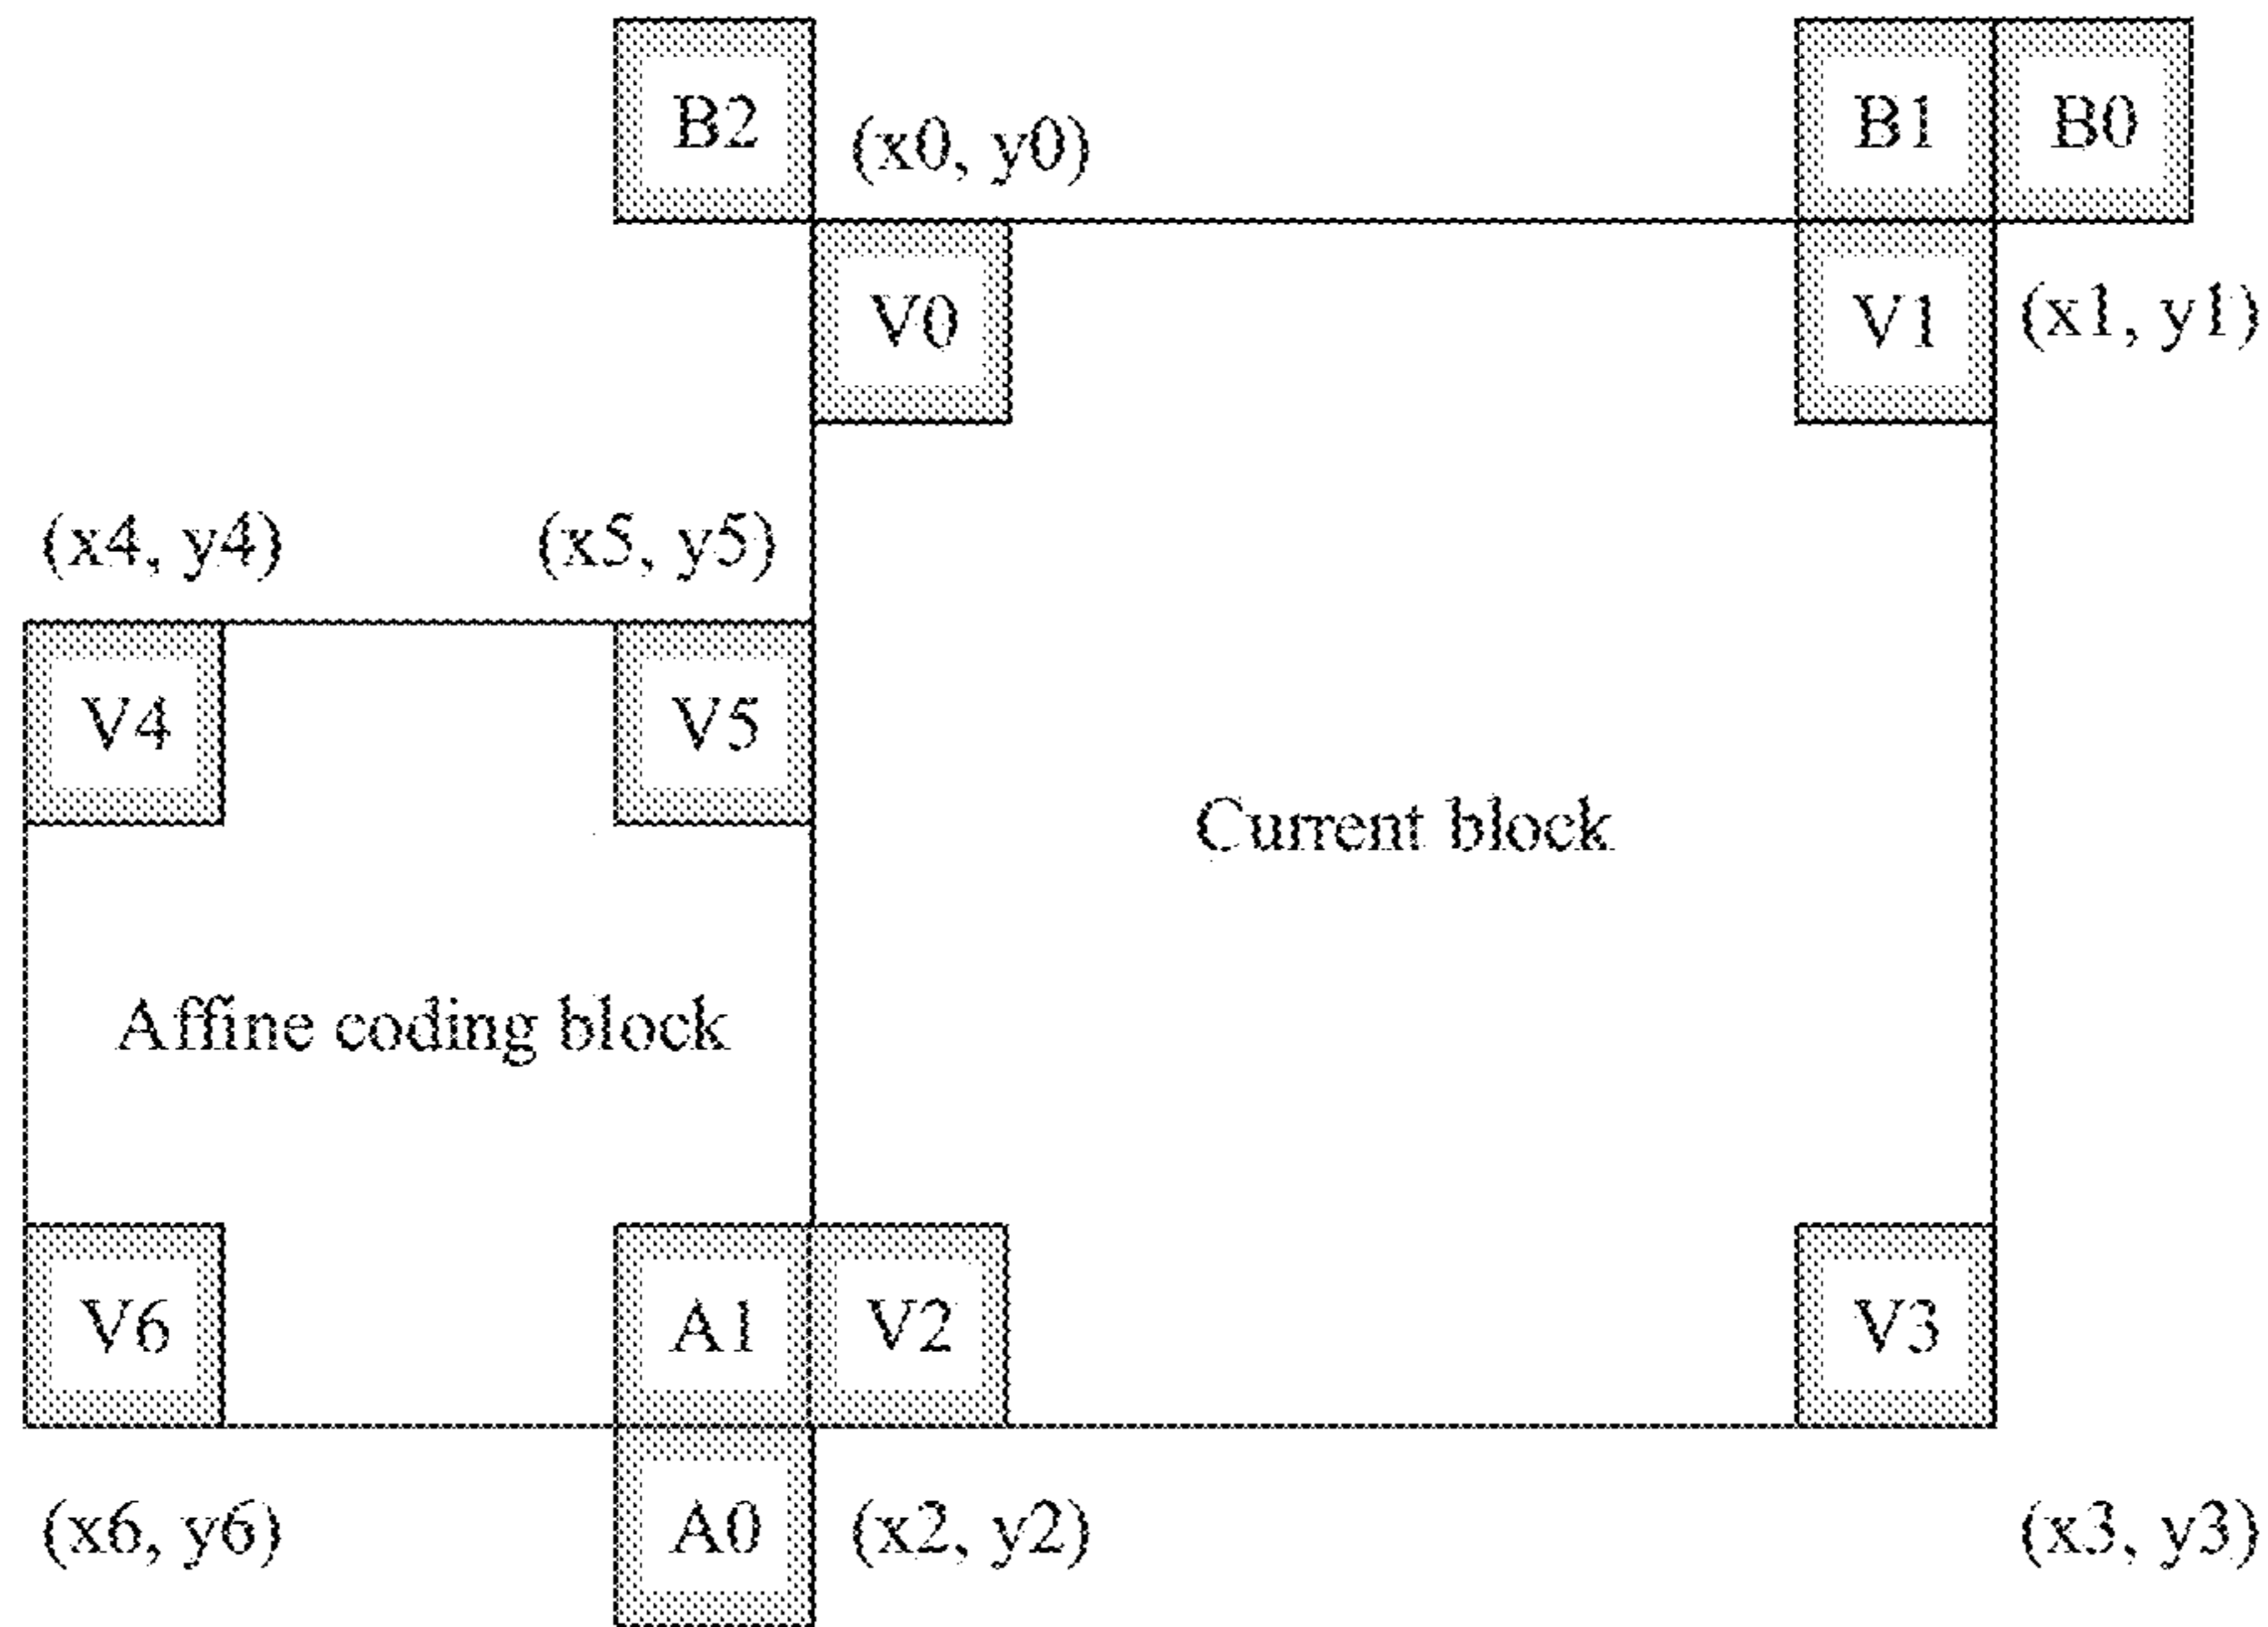 B2
(x0, y0)
B1
B0
V0
V1
(x1, y1)
(x4, y4)
(x5, y5)
V4
V5
Current block
Affine coding block
V6
A1
V2
V3
(x6, y6)
A0
(x2, y2)
(x3, y3)